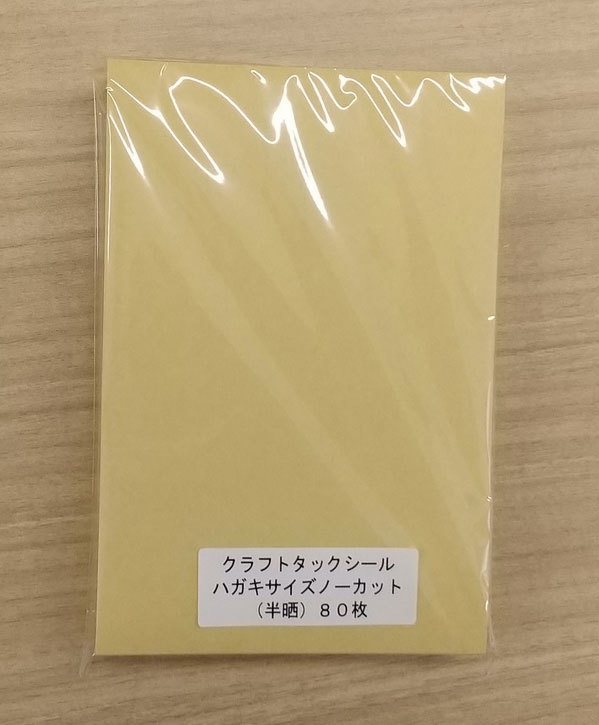 クラフトタックシール
ハガキサイズノーカット
（半晒）８０枚